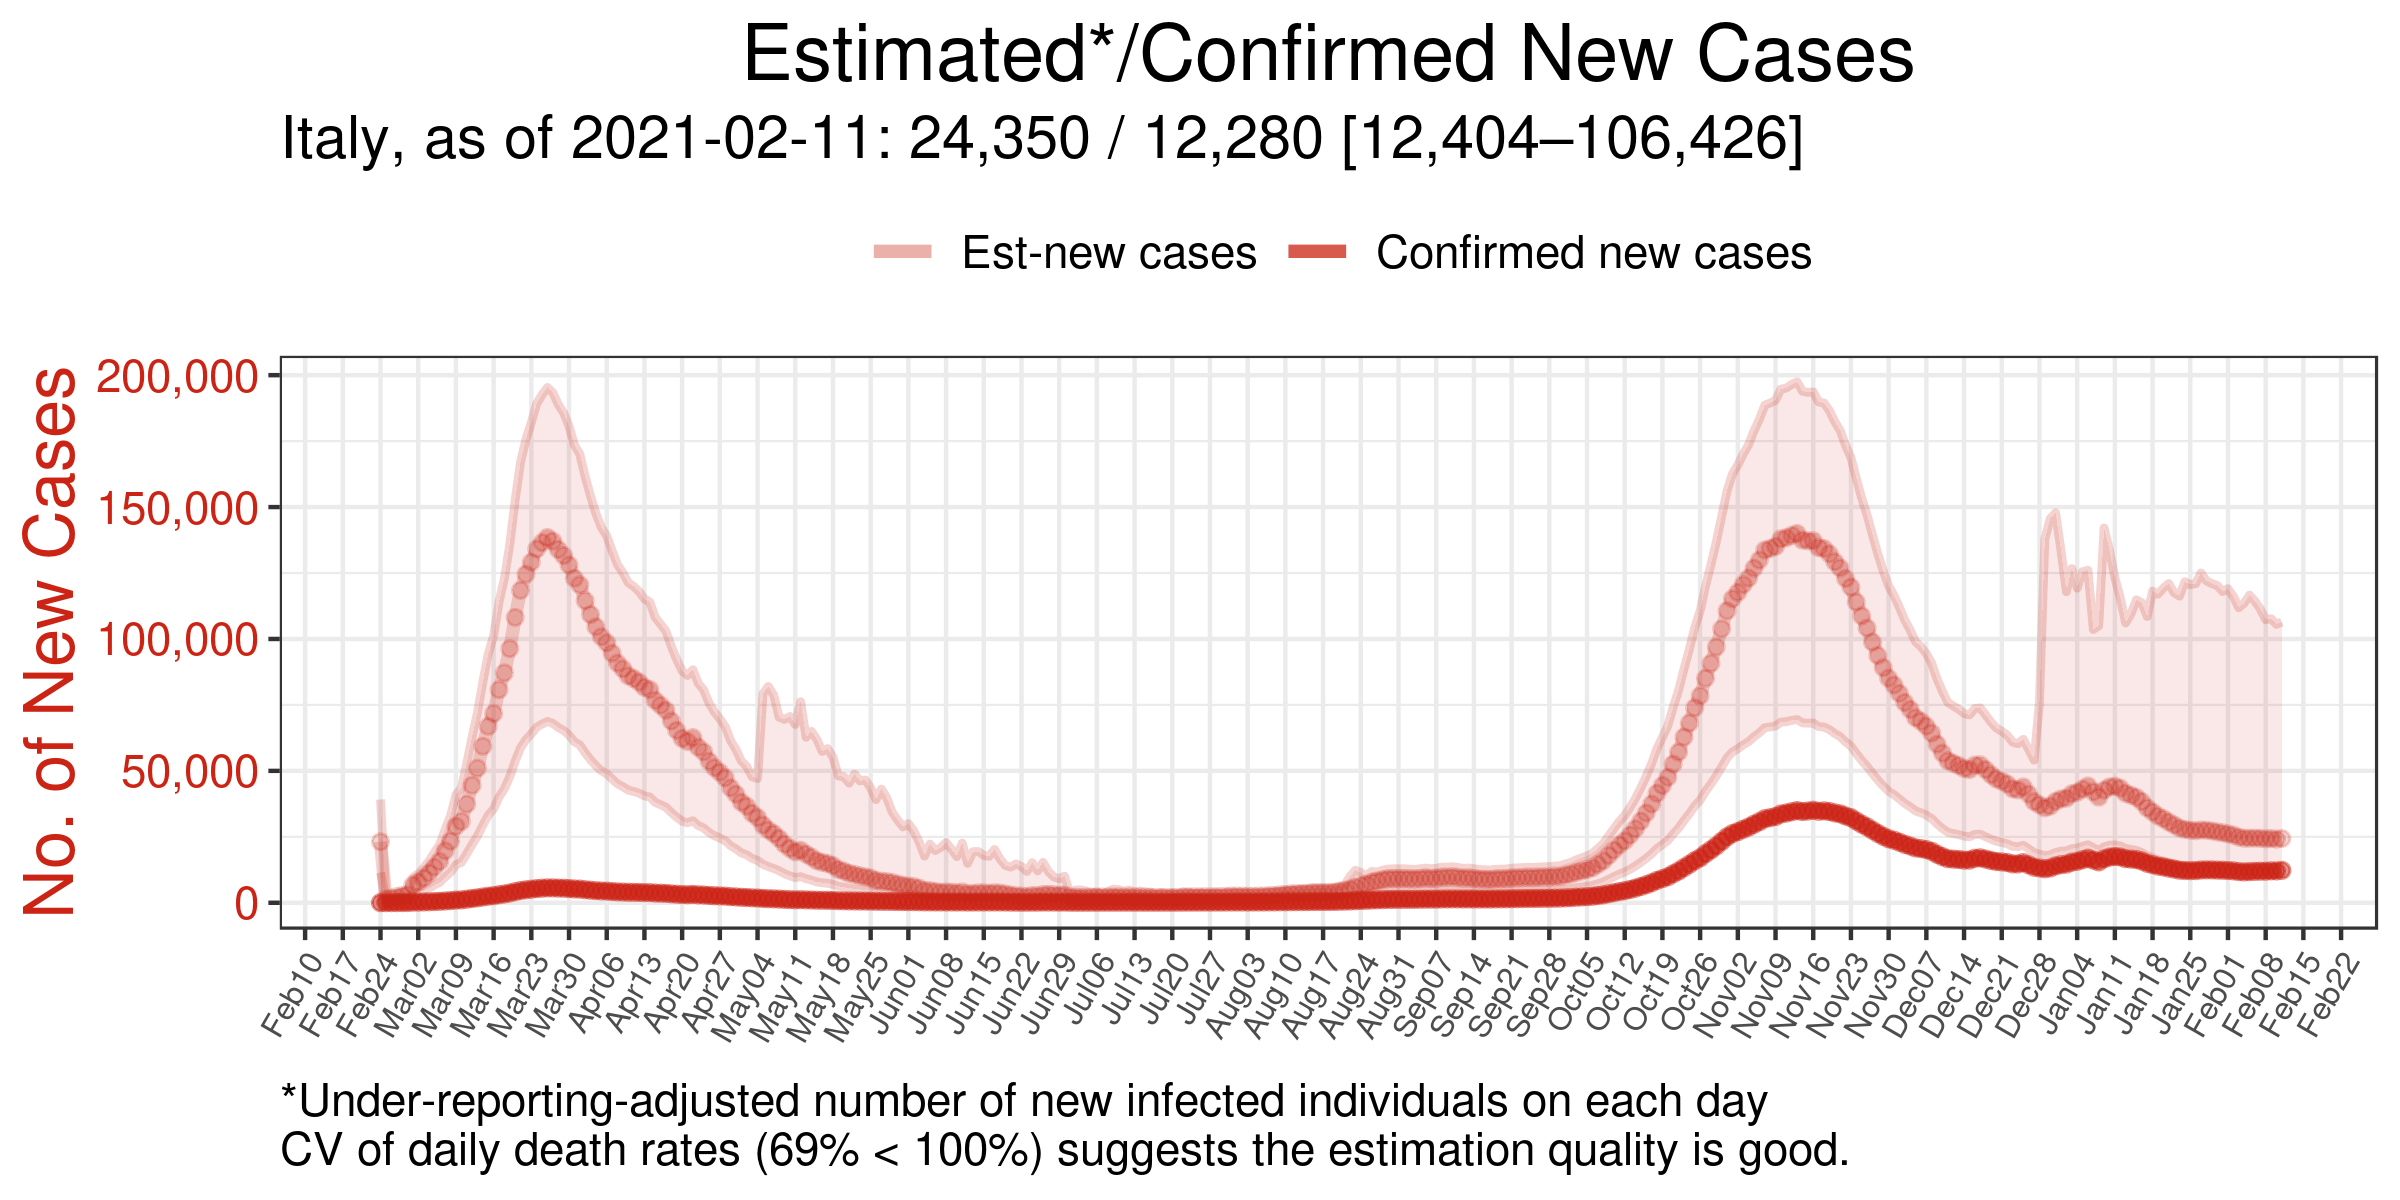 Estimated*/Confirmed New Cases
Italy, as of 2021-02-11: 24,350 / 12,280 [12,404–106,426]
Est-new cases Confirmed new cases
No. of New Cases
200,000
150,000
100,000
50,000
0
Feb10 Feb17 Feb24 Mar02 Mar09 Mar16 Mar23 Mar30 Apr06 Apr13 Apr20 Apr27 May04 May11 May18 May25 Jun01 Jun08 Jun15 Jun22 Jun29 Jul06 Jul13 Jul20 Jul27 Aug03 Aug10 Aug17 Aug24 Aug31 Sep07 Sep14 Sep21 Sep28 Oct05 Oct12 Oct19 Oct26 Nov02 Nov09 Nov16 Nov23 Nov30 Dec07 Dec14 Dec21 Dec28 Jan04 Jan11 Jan18 Jan25 Feb01 Feb08 Feb15 Feb22
*Under-reporting-adjusted number of new infected individuals on each day
CV of daily death rates (69% < 100%) suggests the estimation quality is good.